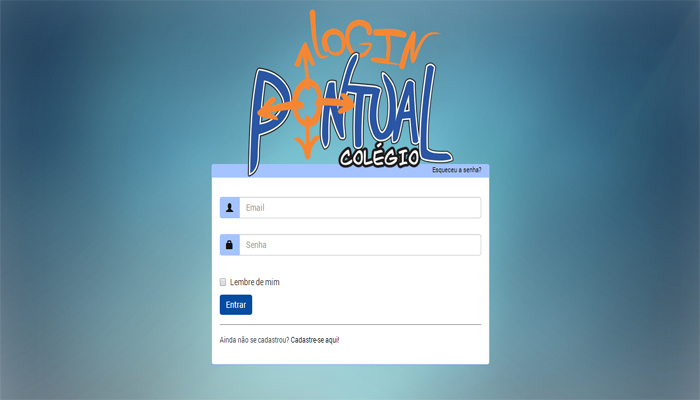 LOGIN
PONTUAL
COLÉGIO
Esqueceu a senha?
Email
Senha
Lembre de mim
Entrar
Ainda não se cadastrou? Cadastre-se aqui!